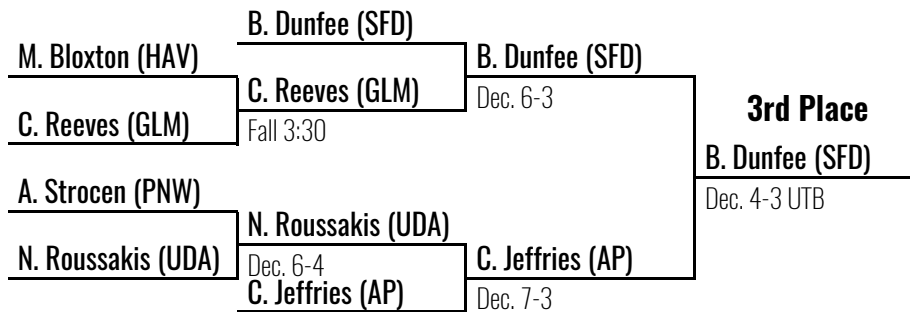 B. Dunfee (SFD)
M. Bloxton (HAV)
B. Dunfee (SFD)
C. Reeves (GLM)
Dec. 6-3
3rd Place
C. Reeves (GLM)
Fall 3:30
B. Dunfee (SFD)
A. Strocen (PNW)
Dec. 4-3 UTB
N. Roussakis (UDA)
N. Roussakis (UDA)
Dec. 6-4
C. Jeffries (AP)
C. Jeffries (AP)
Dec. 7-3